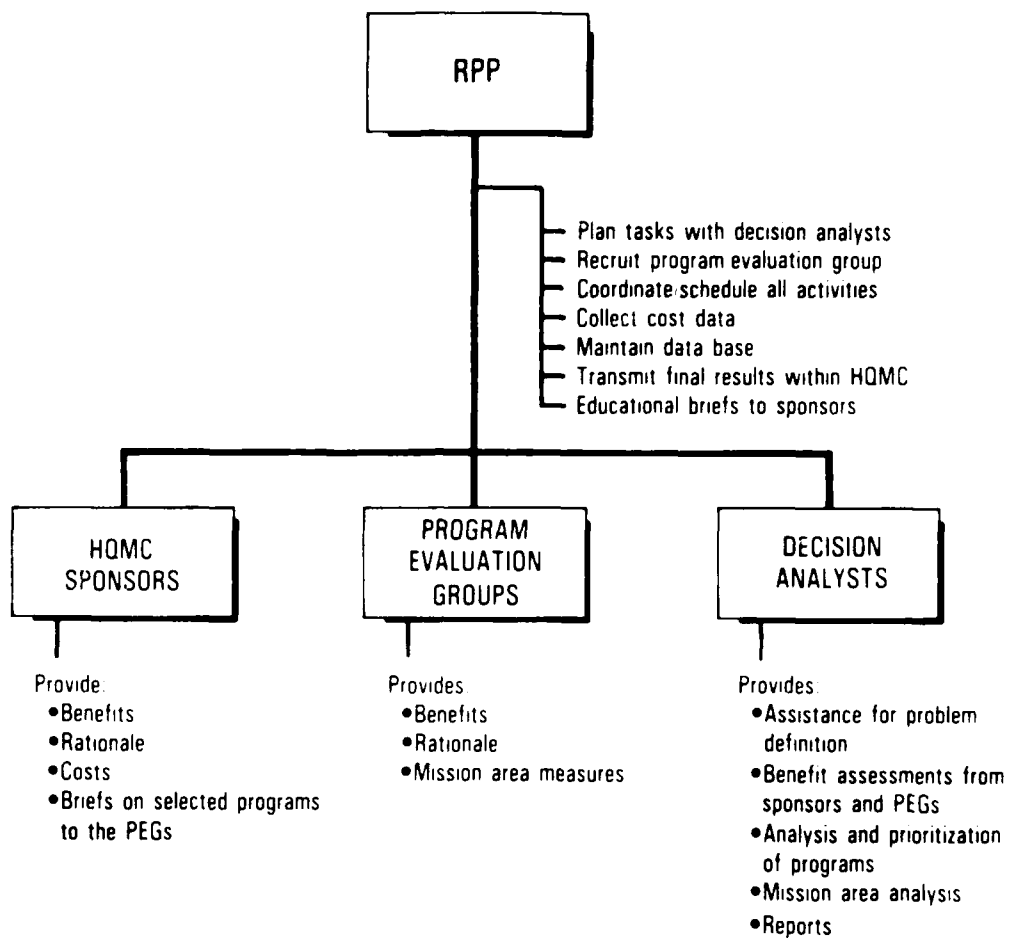 RPP
Plan tasks with decision analysts
Recruit program evaluation group
Coordinate/schedule all activities
Collect cost data
Maintain data base
Transmit final results within HQMC
Educational briefs to sponsors
HQMC
SPONSORS
Provide:
•Benefits
•Rationale
•Costs
•Briefs on selected programs
to the PEGs
PROGRAM
EVALUATION
GROUPS
Provides:
•Benefits
•Rationale
•Mission area measures
DECISION
ANALYSTS
Provides:
•Assistance for problem
definition
•Benefit assessments from
sponsors and PEGs
•Analysis and prioritization
of programs
•Mission area analysis
•Reports